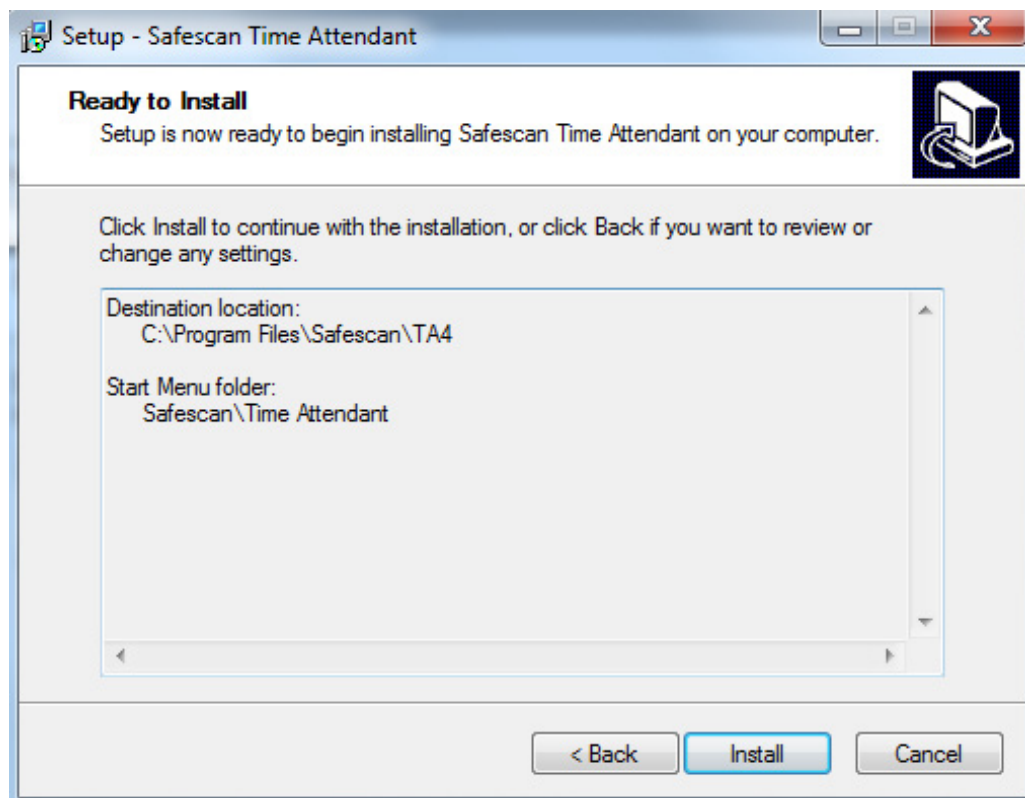 Setup - Safescan Time Attendant
Ready to Install
Setup is now ready to begin installing Safescan Time Attendant on your computer.
Click Install to continue with the installation, or click Back if you want to review or
change any settings.
Destination location:
C:\Program Files\Safescan\TA4
Start Menu folder:
Safescan\Time Attendant
< Back
Install
Cancel